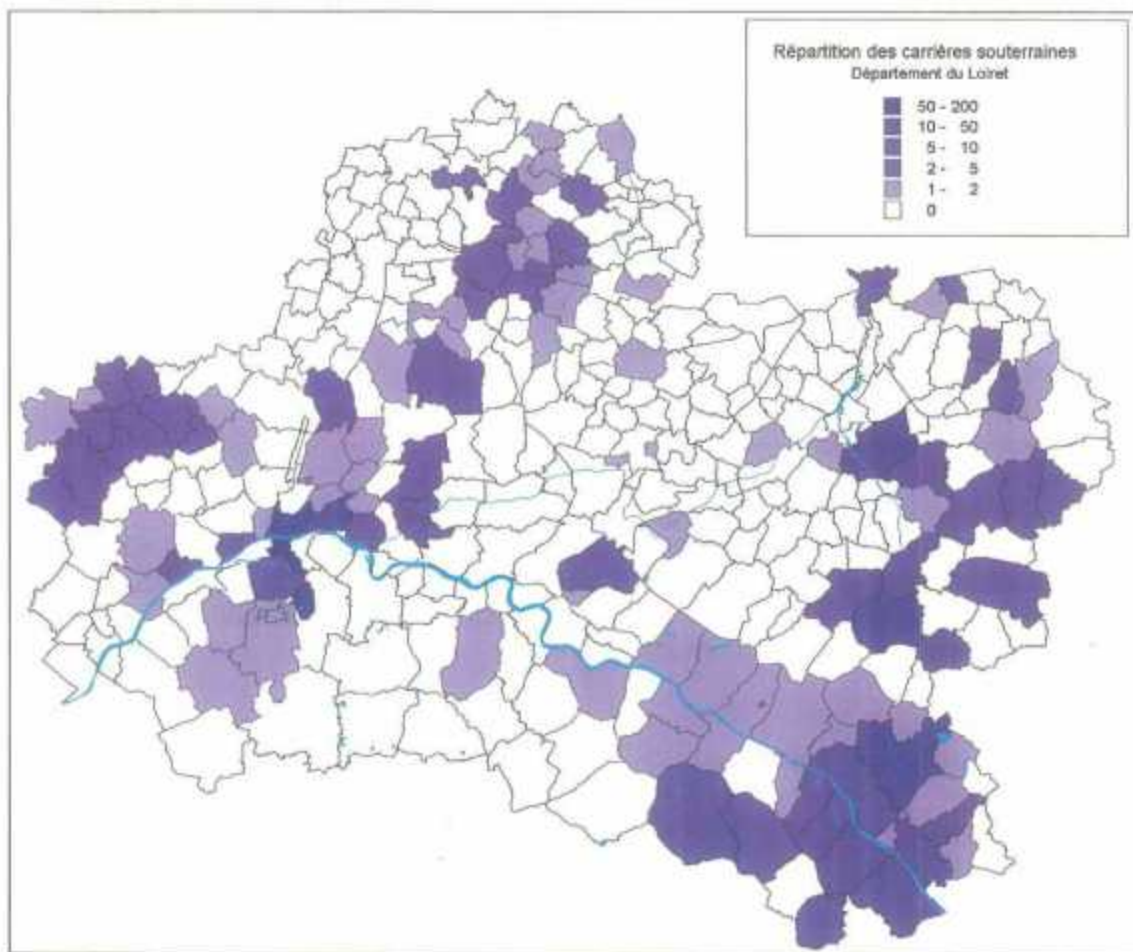 Répartition des carrières souterraines
Département du Loiret
50 - 200
10 - 50
5 - 10
2 - 5
1 - 2
0